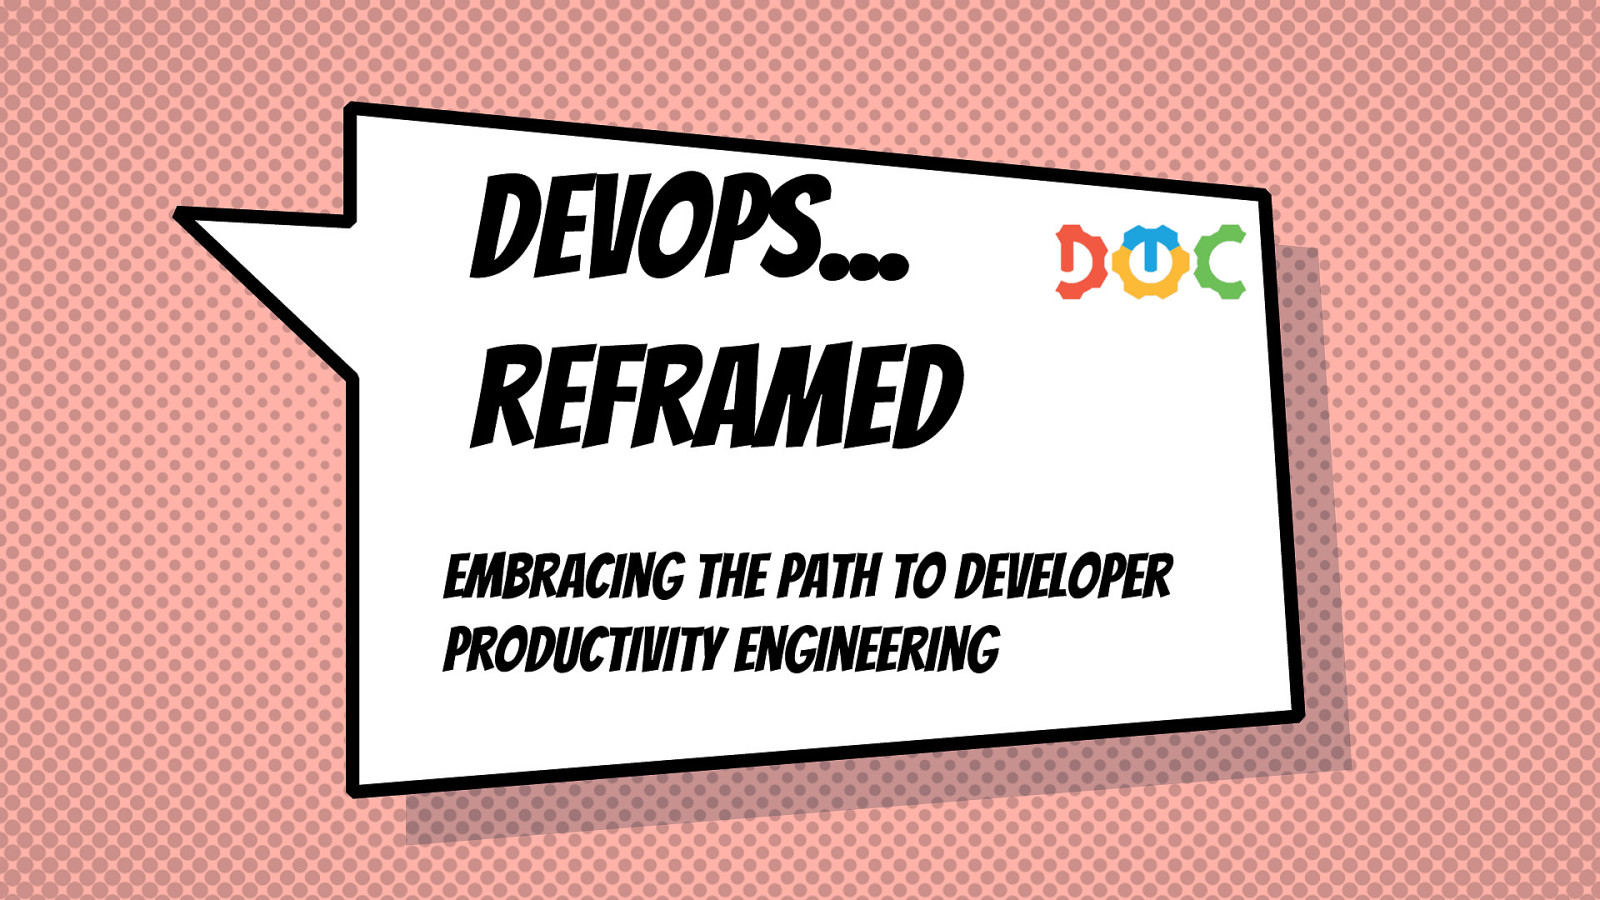 DEVOPS...
REFRAMED
DOC
EMBRACING THE PATH TO DEVELOPER
PRODUCTIVITY ENGINEERING